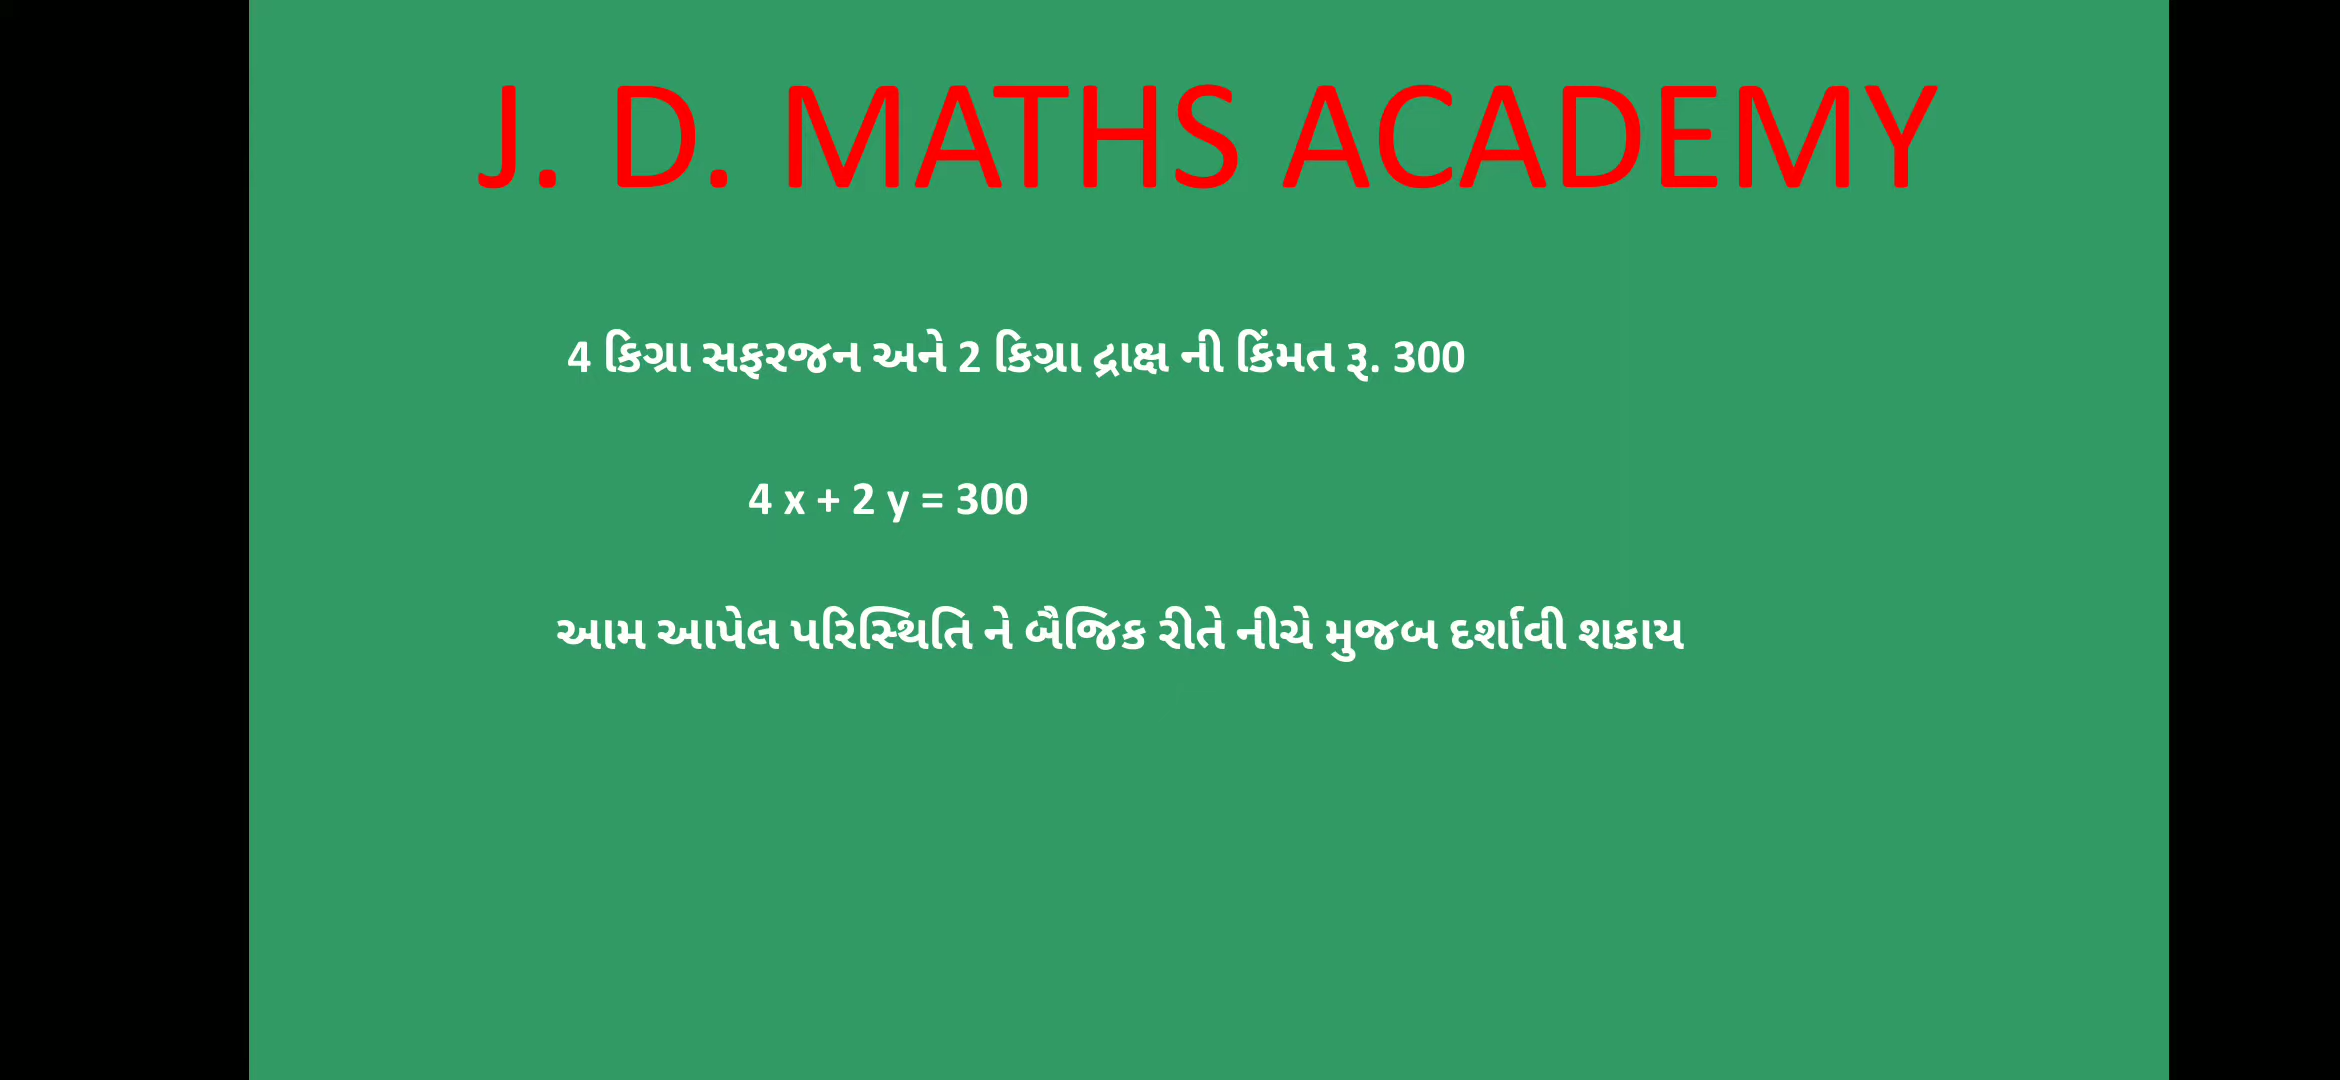 J. D. MATHS ACADEMY
4 કિગ્રા સફરજન અને 2 કિગ્રા દ્રાક્ષ ની કિંમત રૂ. 300
4 x + 2 y = 300
આમ આપેલ પરિસ્થિતિ ને બૈજિક રીતે નીચે મુજબ દર્શાવી શકાય